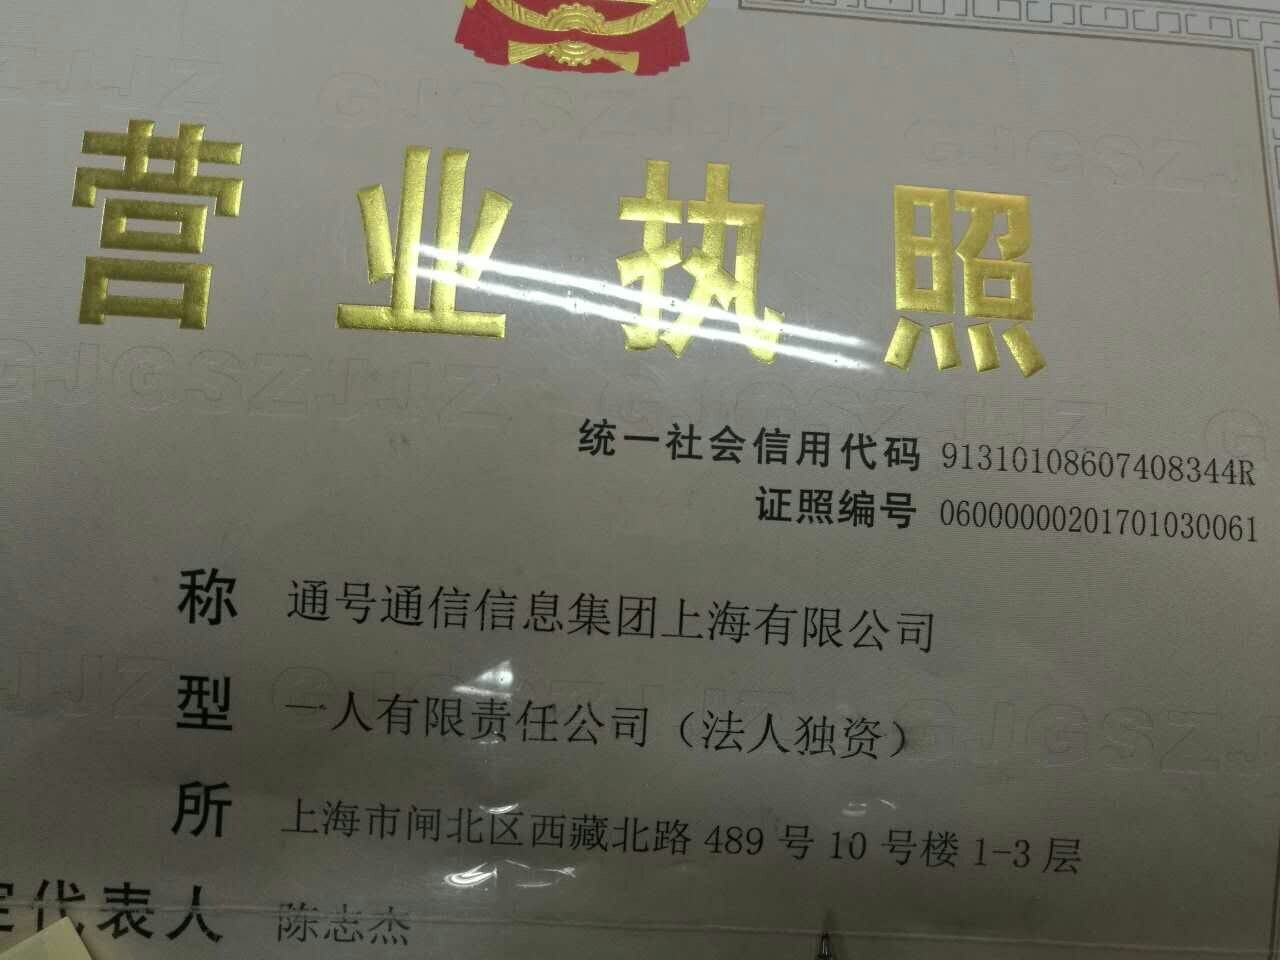 营业执照
统一社会信用代码 91310108607408344R
证照编号 06000000201701030061
称 通号通信信息集团上海有限公司
型 一人有限责任公司（法人独资）
所 上海市闸北区西藏北路 489 号 10 号楼 1-3 层
定代表人 陈志杰
GJGSZJJZ